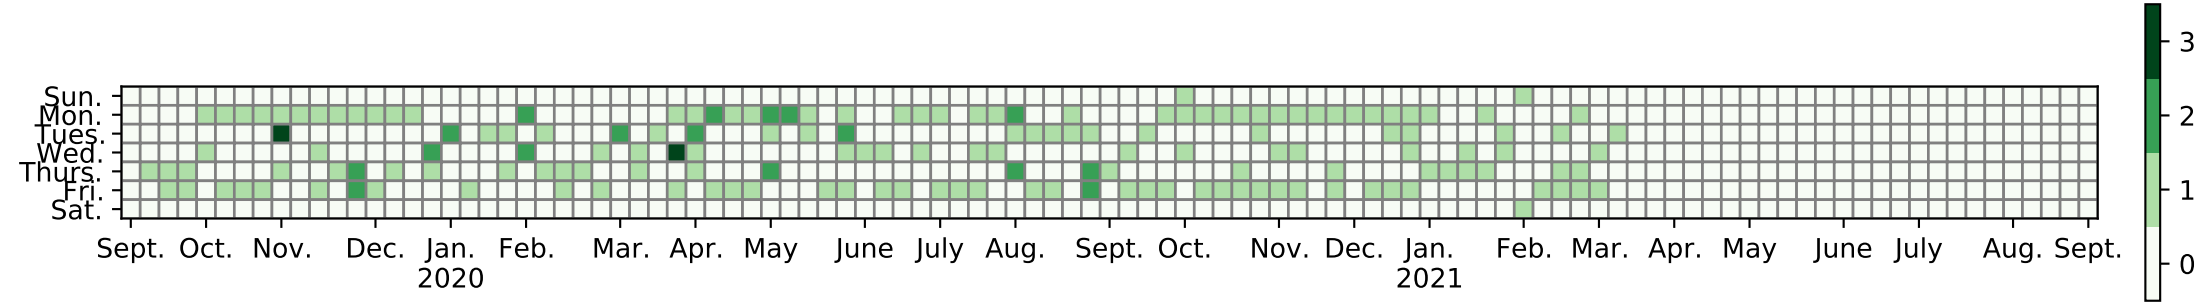 3
2
1
0
Sun.
Mon.
Tues.
Wed.
Thurs.
Fri.
Sat.
Sept. Oct. Nov. Dec. Jan. Feb. Mar. Apr. May June July Aug. Sept. Oct. Nov. Dec. Jan. Feb. Mar. Apr. May June July Aug. Sept.
2020 2021